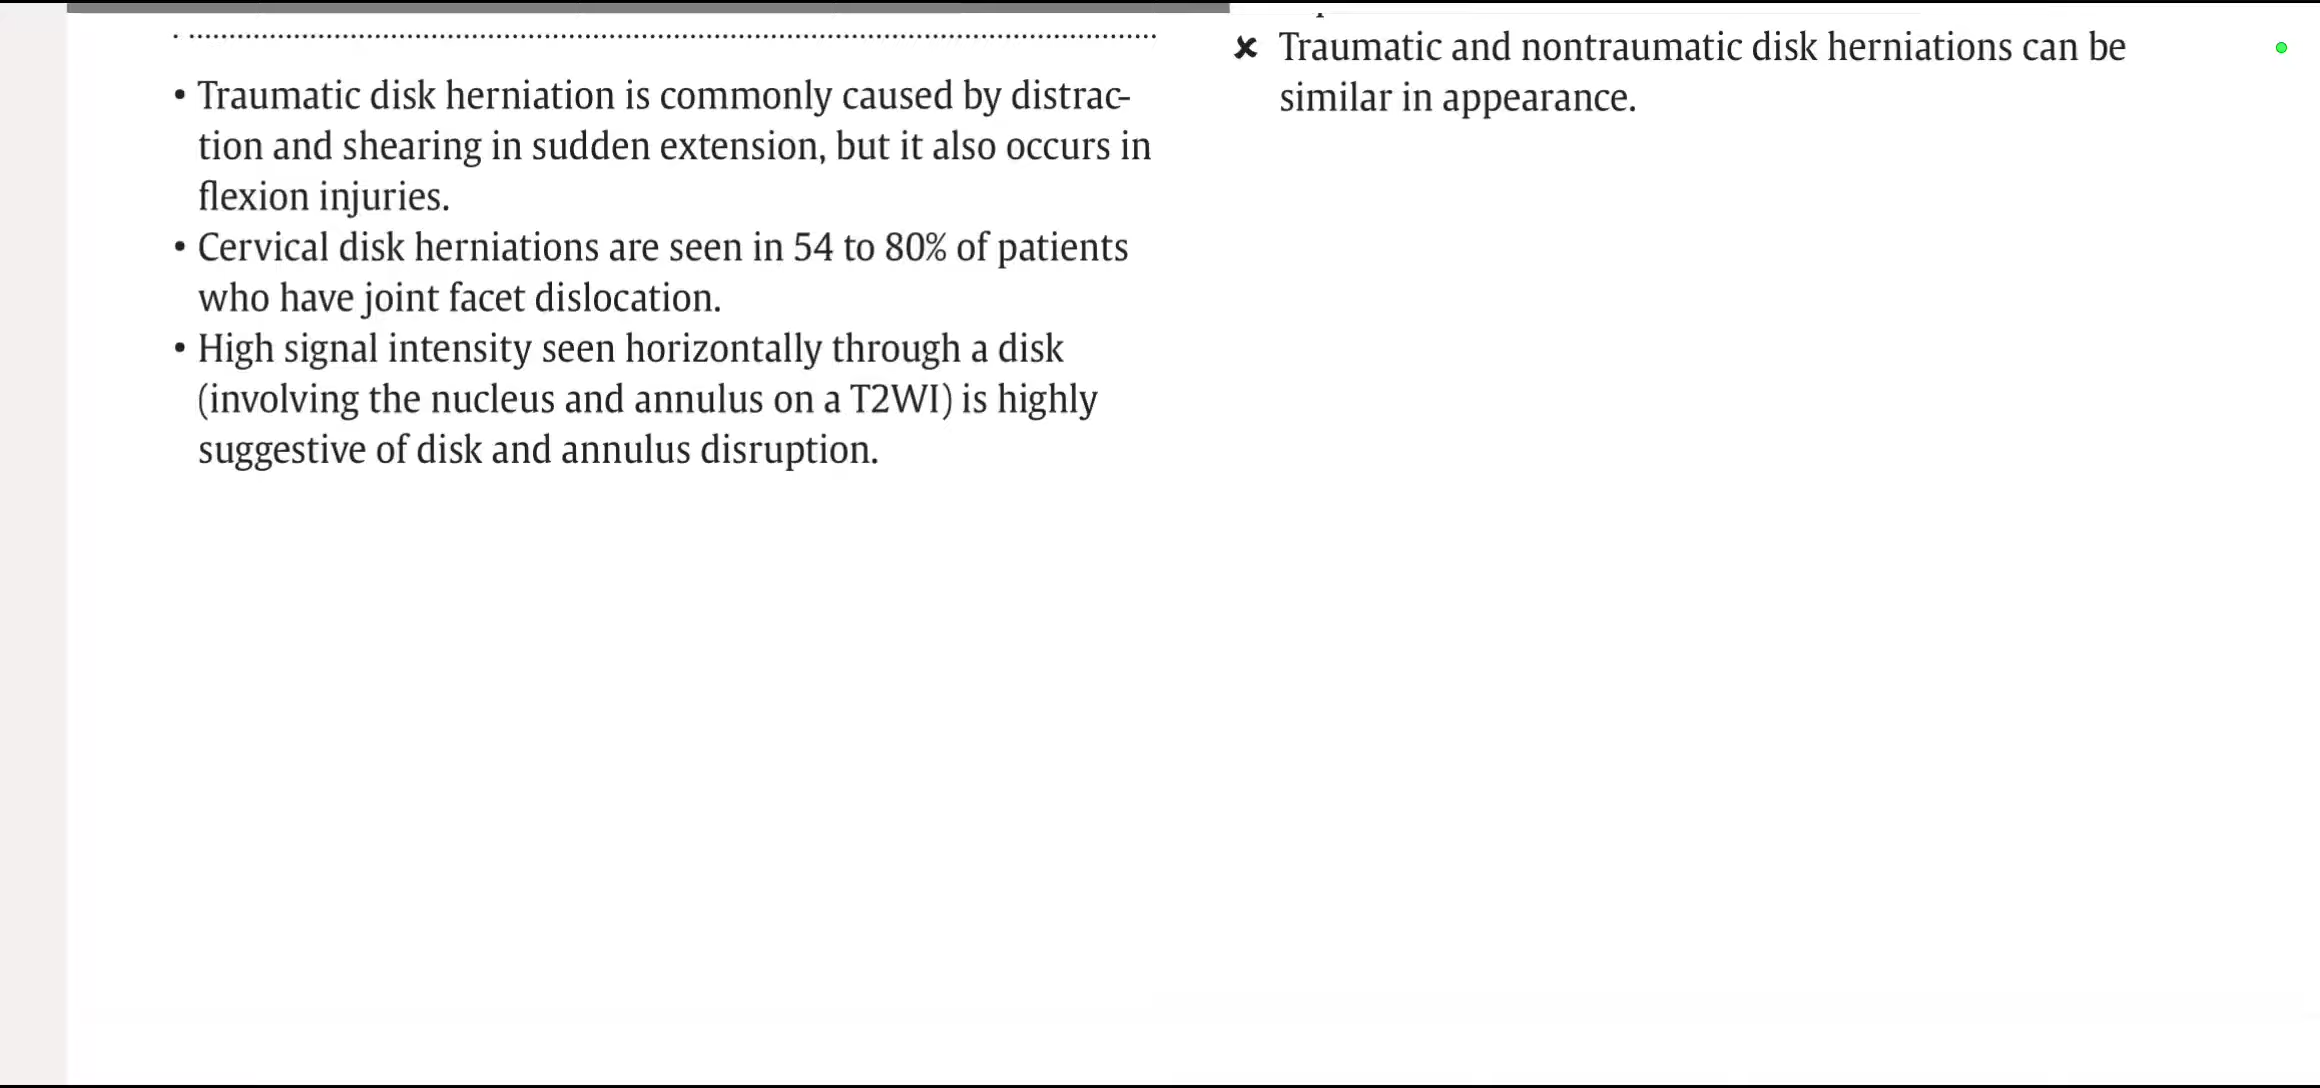 • Traumatic disk herniation is commonly caused by distrac-
tion and shearing in sudden extension, but it also occurs in
flexion injuries.
• Cervical disk herniations are seen in 54 to 80% of patients
who have joint facet dislocation.
• High signal intensity seen horizontally through a disk
(involving the nucleus and annulus on a T2WI) is highly
suggestive of disk and annulus disruption.
✘ Traumatic and nontraumatic disk herniations can be
similar in appearance.